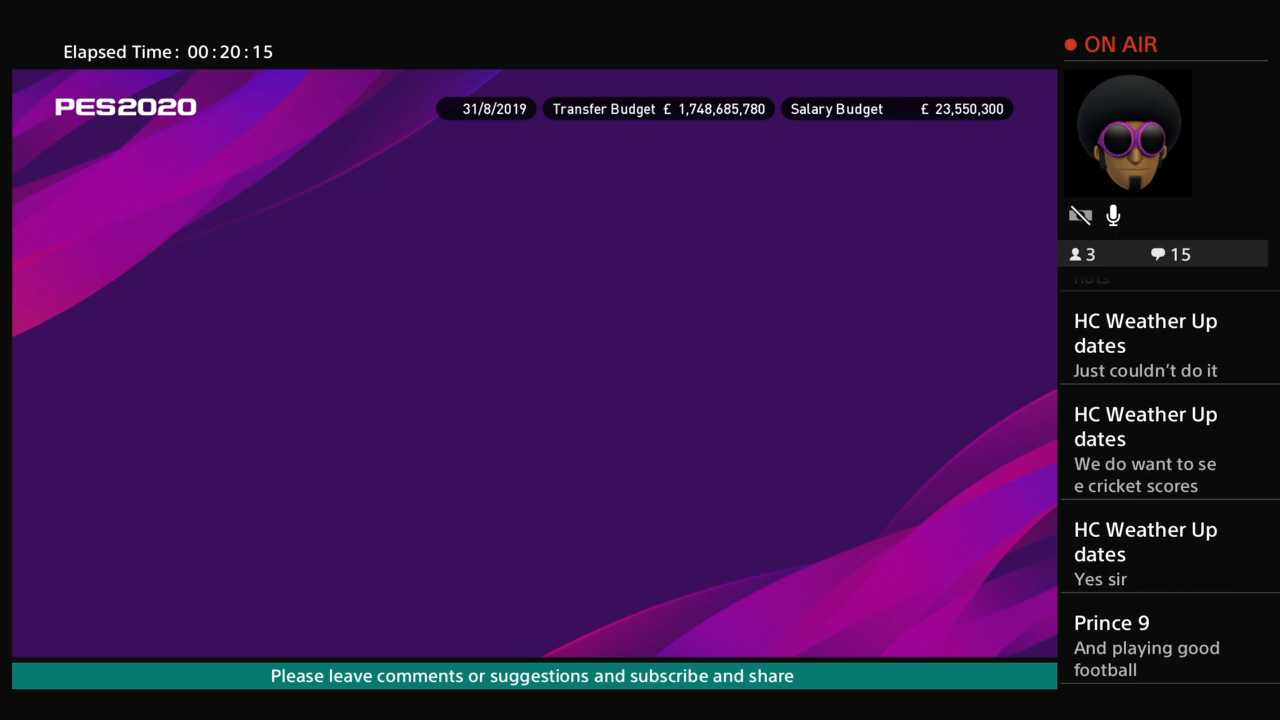 Elapsed Time: 00:20:15
ON AIR
PES2020
31/8/2019
Transfer Budget £ 1,748,685,780
Salary Budget £ 23,550,300
3
15
HC Weather Up
dates
Just couldn't do it
HC Weather Up
dates
We do want to se
e cricket scores
HC Weather Up
dates
Yes sir
Prince 9
And playing good
football
Please leave comments or suggestions and subscribe and share